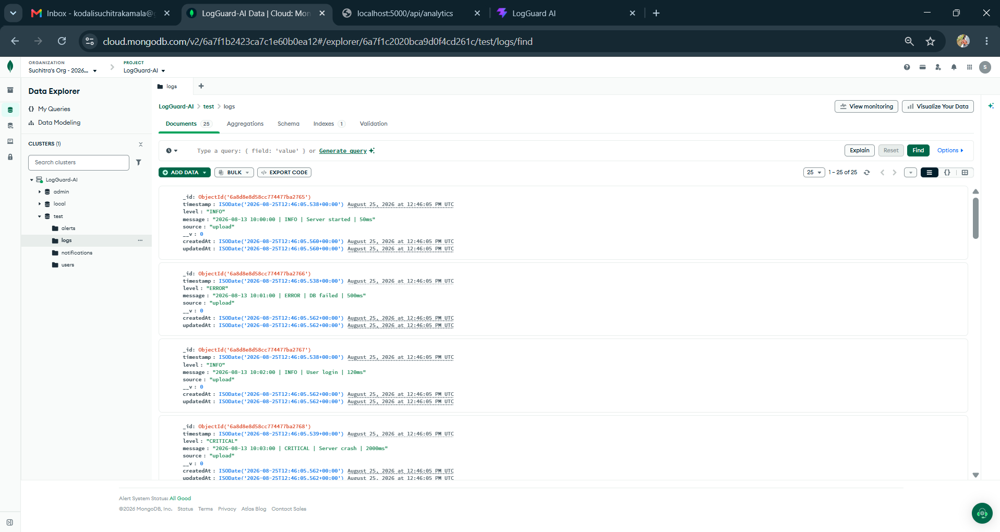 Inbox - kodalisuchitrakamala@g
LogGuard-AI Data | Cloud: Mon
localhost:5000/api/analytics
LogGuard AI
cloud.mongodb.com/v2/6a7f1b2423ca7c1e60b0ea12#/explorer/6a7f1c2020bca9d0f4cd261c/test/logs/find
ORGANIZATION
Suchitra's Org - 2026...
PROJECT
LogGuard-AI
S
Data Explorer
My Queries
Data Modeling
CLUSTERS (1)
Search clusters
LogGuard-AI
admin
local
test
alerts
logs
notifications
users
logs
LogGuard-AI > test > logs
View monitoring
Visualize Your Data
Documents 25
Aggregations
Schema
Indexes 1
Validation
Type a query: { field: 'value' } or Generate query
Explain
Reset
Find
Options
ADD DATA
BULK
EXPORT CODE
25
1 – 25 of 25
_id: ObjectId('6a8d8e8d58cc774477ba2765')
timestamp : ISODate('2026-08-25T12:46:05.538+00:00') August 25, 2026 at 12:46:05 PM UTC
level : "INFO"
message : "2026-08-13 10:00:00 | INFO | Server started | 50ms"
source : "upload"
__v : 0
createdAt : ISODate('2026-08-25T12:46:05.560+00:00') August 25, 2026 at 12:46:05 PM UTC
updatedAt : ISODate('2026-08-25T12:46:05.560+00:00') August 25, 2026 at 12:46:05 PM UTC
_id: ObjectId('6a8d8e8d58cc774477ba2766')
timestamp : ISODate('2026-08-25T12:46:05.538+00:00') August 25, 2026 at 12:46:05 PM UTC
level : "ERROR"
message : "2026-08-13 10:01:00 | ERROR | DB failed | 500ms"
source : "upload"
__v : 0
createdAt : ISODate('2026-08-25T12:46:05.562+00:00') August 25, 2026 at 12:46:05 PM UTC
updatedAt : ISODate('2026-08-25T12:46:05.562+00:00') August 25, 2026 at 12:46:05 PM UTC
_id: ObjectId('6a8d8e8d58cc774477ba2767')
timestamp : ISODate('2026-08-25T12:46:05.538+00:00') August 25, 2026 at 12:46:05 PM UTC
level : "INFO"
message : "2026-08-13 10:02:00 | INFO | User login | 120ms"
source : "upload"
__v : 0
createdAt : ISODate('2026-08-25T12:46:05.562+00:00') August 25, 2026 at 12:46:05 PM UTC
updatedAt : ISODate('2026-08-25T12:46:05.562+00:00') August 25, 2026 at 12:46:05 PM UTC
_id: ObjectId('6a8d8e8d58cc774477ba2768')
timestamp : ISODate('2026-08-25T12:46:05.539+00:00') August 25, 2026 at 12:46:05 PM UTC
level : "CRITICAL"
message : "2026-08-13 10:03:00 | CRITICAL | Server crash | 2000ms"
source : "upload"
__v : 0
createdAt : ISODate('2026-08-25T12:46:05.562+00:00') August 25, 2026 at 12:46:05 PM UTC
updatedAt : ISODate('2026-08-25T12:46:05.562+00:00') August 25, 2026 at 12:46:05 PM UTC
Alert System Status: All Good
©2026 MongoDB, Inc. Status Terms Privacy Atlas Blog Contact Sales